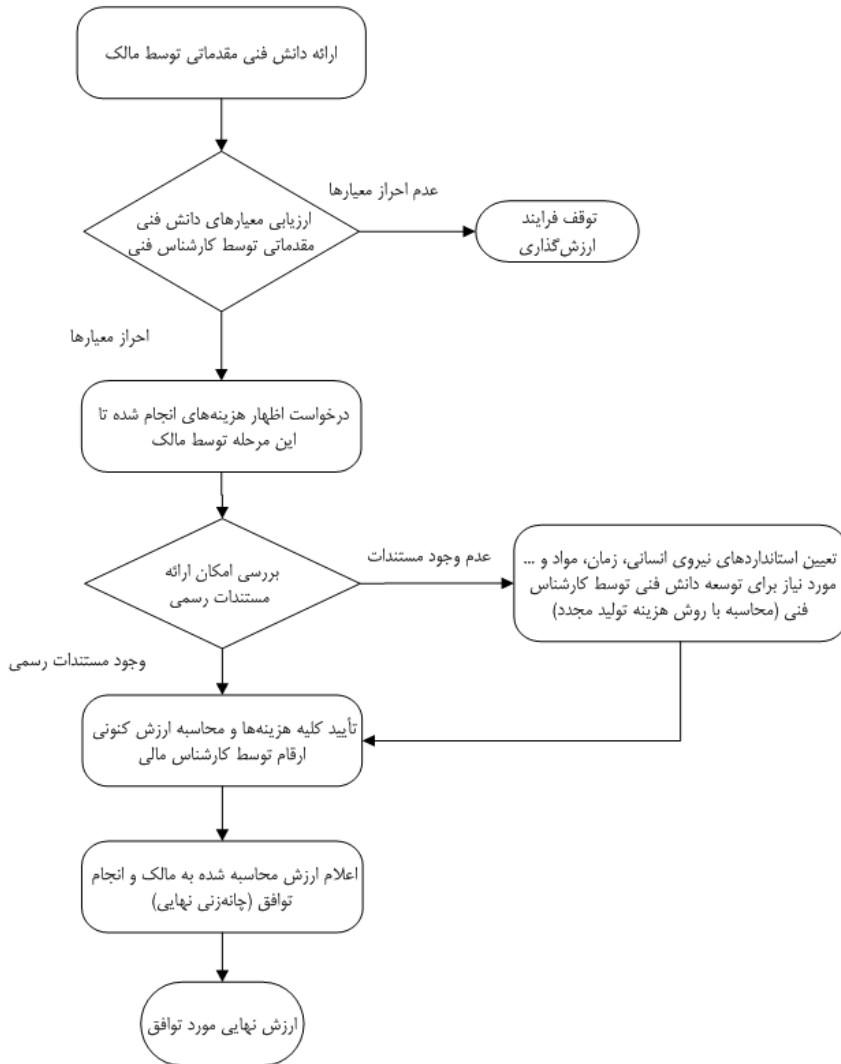 ارائه دانش فنی مقدماتی توسط مالک
عدم احراز معیارها
ارزیابی معیارهای دانش فنی
مقدماتی توسط کارشناس فنی
توقف فرایند
ارزش‌گذاری
احراز معیارها
درخواست اظهار هزینه‌های انجام شده تا
این مرحله توسط مالک
عدم وجود مستندات
بررسی امکان ارائه
مستندات رسمی
تعیین استانداردهای نیروی انسانی، زمان، مواد و ...
مورد نیاز برای توسعه دانش فنی توسط کارشناس
فنی (محاسبه با روش هزینه تولید مجدد)
وجود مستندات رسمی
تأیید کلیه هزینه‌ها و محاسبه ارزش کنونی
ارقام توسط کارشناس مالی
اعلام ارزش محاسبه شده به مالک و انجام
توافق (چانه‌زنی نهایی)
ارزش نهایی مورد توافق